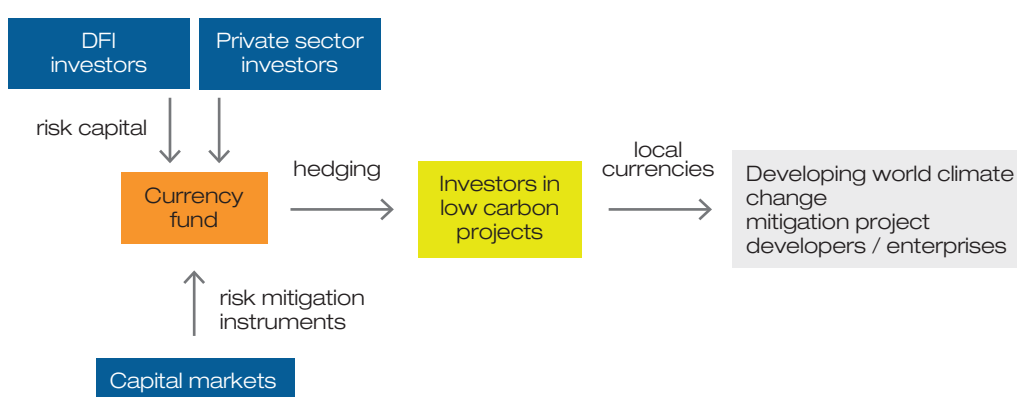 DFI
investors
Private sector
investors
risk capital
Currency
fund
hedging
Investors in
low carbon
projects
local
currencies
Developing world climate
change
mitigation project
developers / enterprises
risk mitigation
instruments
Capital markets